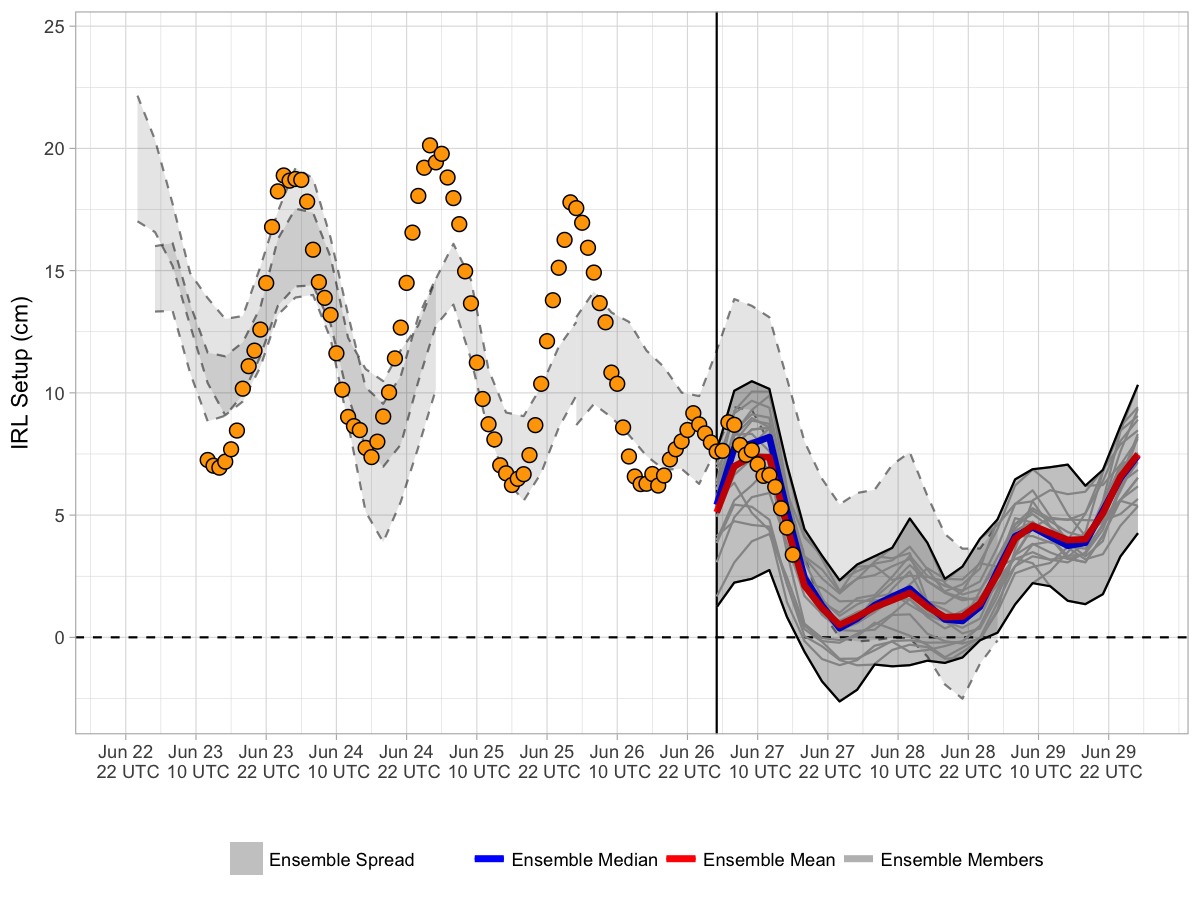 25
20
15
10
5
0
IRL Setup (cm)
Jun 22 Jun 23 Jun 23 Jun 24 Jun 24 Jun 25 Jun 25 Jun 26 Jun 26 Jun 27 Jun 27 Jun 28 Jun 28 Jun 29 Jun 29
22 UTC 10 UTC 22 UTC 10 UTC 22 UTC 10 UTC 22 UTC 10 UTC 22 UTC 10 UTC 22 UTC 10 UTC 22 UTC 10 UTC 22 UTC
Ensemble Spread Ensemble Median Ensemble Mean Ensemble Members